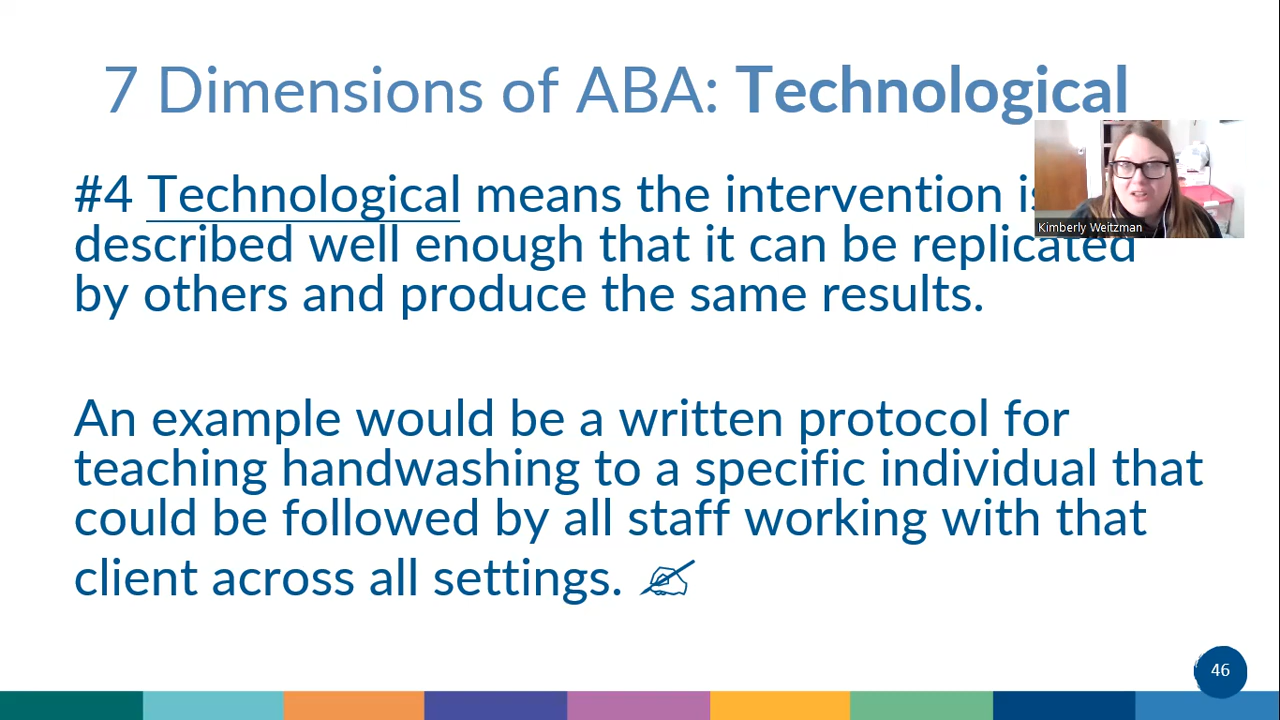 7 Dimensions of ABA: Technological
#4 Technological means the intervention is
described well enough that it can be replicated
by others and produce the same results.
Kimberly Weitzman
An example would be a written protocol for
teaching handwashing to a specific individual that
could be followed by all staff working with that
client across all settings.
46